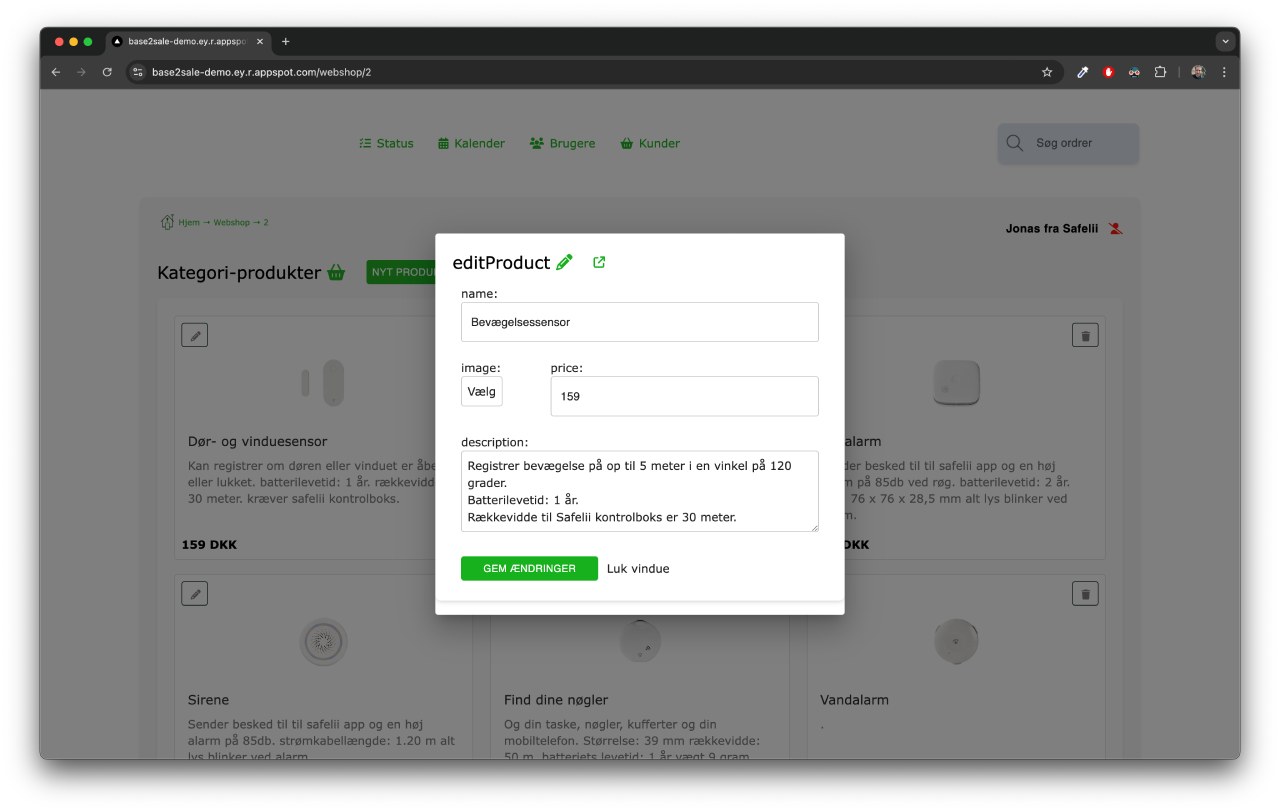 base2sale-demo.ey.r.appspo
base2sale-demo.ey.r.appspot.com/webshop/2
Status Kalender Brugere Kunder
Søg ordrer
Hjem → Webshop → 2
Jonas fra Safelii
Kategori-produkter
NYT PRODU
editProduct
name:
Bevægelsessensor
image:
Vælg
price:
159
description:
Registrer bevægelse på op til 5 meter i en vinkel på 120
grader.
Batterilevetid: 1 år.
Rækkevidde til Safelii kontrolboks er 30 meter.
GEM ÆNDRINGER
Luk vindue
Dør- og vinduesensor
Kan registrer om døren eller vinduet er åbe
eller lukket. batterilevetid: 1 år. rækkevidd
30 meter. kræver safelii kontrolboks.
159 DKK
alarm
der besked til til safelii app og en høj
m på 85db ved røg. batterilevetid: 2 år.
76 x 76 x 28,5 mm alt lys blinker ved
m.
DKK
Sirene
Sender besked til til safelii app og en høj
alarm på 85db. strømkabellængde: 1.20 m alt
lys blinker ved alarm
Find dine nøgler
Og din taske, nøgler, kufferter og din
mobiltelefon. Størrelse: 39 mm rækkevidde:
50 m. batteriets levetid: 1 år vægt 9 gram
Vandalarm
.